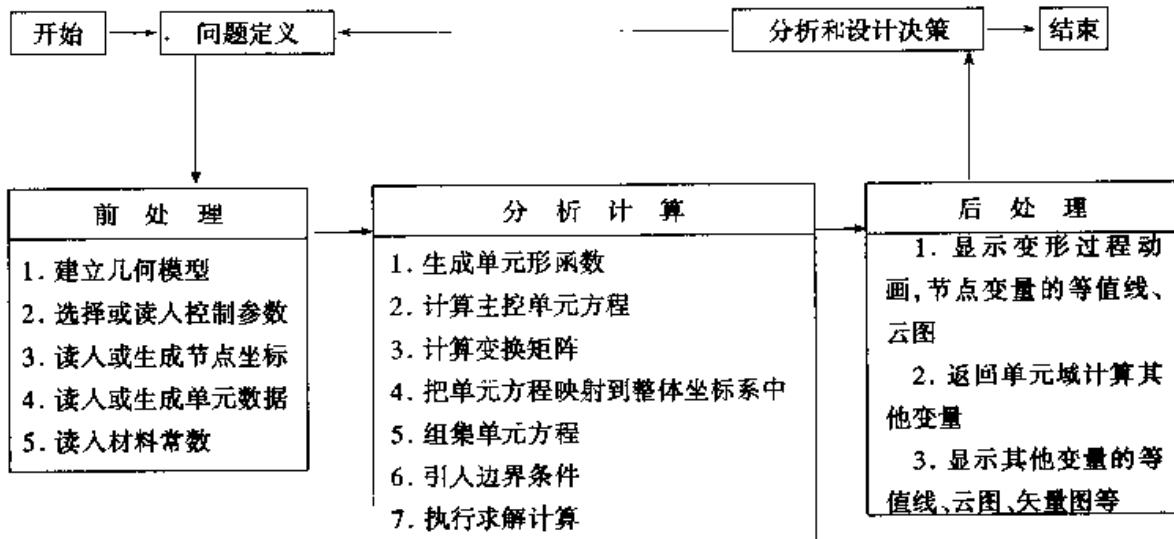 开始
问题定义
分析和设计决策
结束
前处理
1. 建立几何模型
2. 选择或读人控制参数
3. 读人或生成节点坐标
4. 读人或生成单元数据
5. 读入材料常数
分析计算
1. 生成单元形函数
2. 计算主控单元方程
3. 计算变换矩阵
4. 把单元方程映射到整体坐标系中
5. 组集单元方程
6. 引人边界条件
7. 执行求解计算
后处理
1. 显示变形过程动
画,节点变量的等值线、
云图
2. 返回单元域计算其
他变量
3. 显示其他变量的等
值线、云图、矢量图等